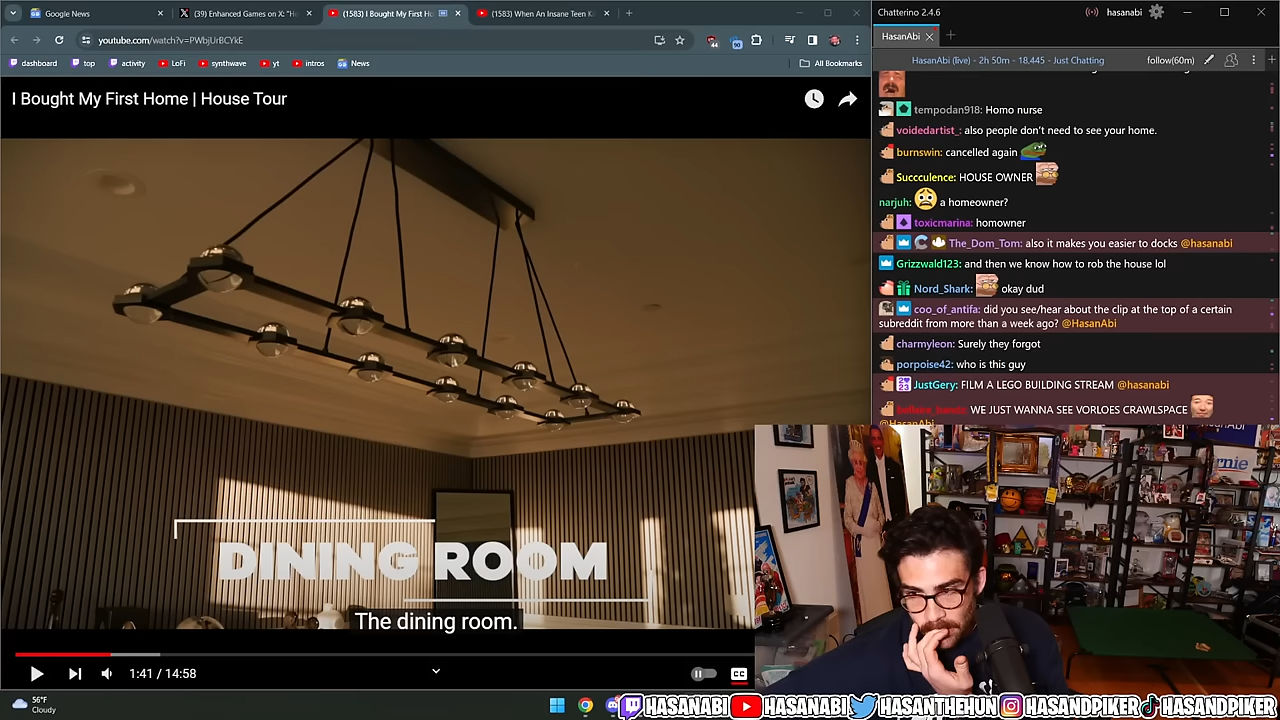 Google News
(39) Enhanced Games on X: "H
(1583) I Bought My First Ho
(1583) When An Insane Teen K
youtube.com/watch?v=PWbjUrBCYkE
44
90
dashboard
top
activity
LoFi
synthwave
yt
intros
News
All Bookmarks
I Bought My First Home | House Tour
DINING ROOM
The dining room.
1:41 / 14:58
CC
56°F
Cloudy
Chatterino 2.4.6
hasanabi
HasanAbi
HasanAbi (live) - 2h 50m - 18,445 - Just Chatting
follow(60m)
tempodan918: Homo nurse
voidedartist_: also people don't need to see your home.
burnswin: cancelled again
Succculence: HOUSE OWNER
narjuh: a homeowner?
toxicmarina: homowner
The_Dom_Tom: also it makes you easier to docks @hasanabi
Grizzwald123: and then we know how to rob the house lol
Nord_Shark: okay dud
coo_of_antifa: did you see/hear about the clip at the top of a certain
subreddit from more than a week ago? @HasanAbi
charmyleon: Surely they forgot
porpoise42: who is this guy
JustGery: FILM A LEGO BUILDING STREAM @hasanabi
WE JUST WANNA SEE VORLOES CRAWLSPACE
@HasanAbi
HASANABI
HASANABI
HASANTHEHUN
HASANDPIKER
HASANDPIKER